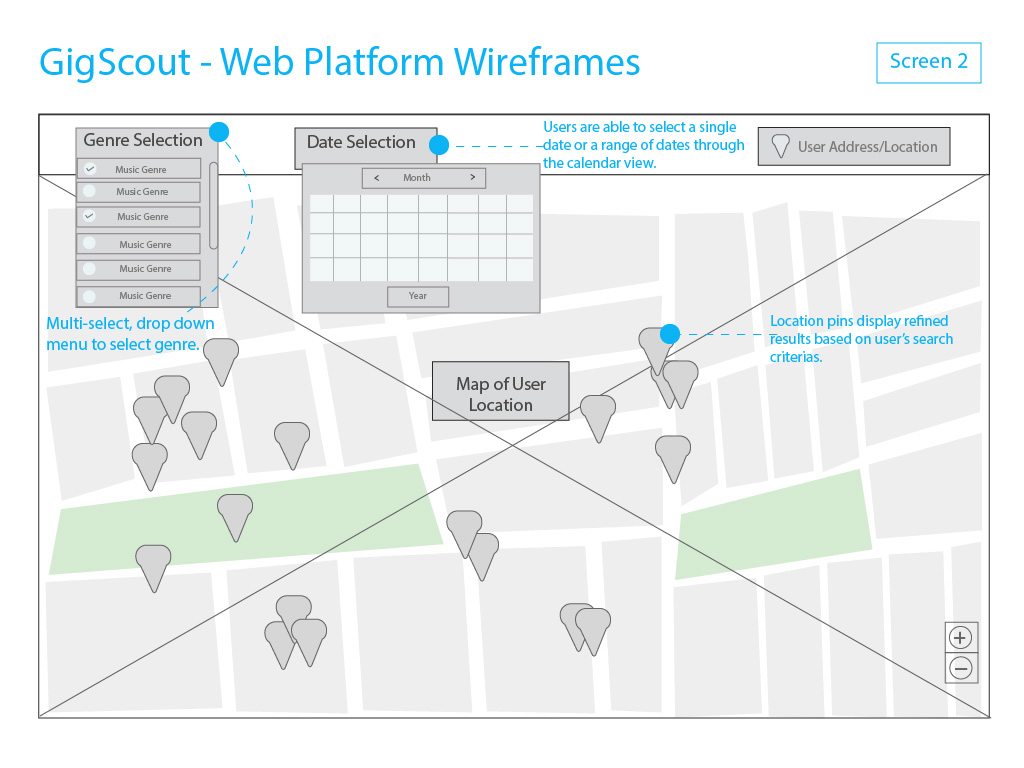 GigScout - Web Platform Wireframes
Screen 2
Genre Selection
Music Genre
Music Genre
Music Genre
Music Genre
Music Genre
Music Genre
Multi-select, drop down
menu to select genre.
Date Selection
< Month >
Year
Users are able to select a single
date or a range of dates through
the calendar view.
User Address/Location
Map of User
Location
Location pins display refined
results based on user's search
criterias.